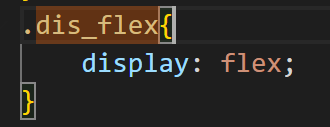 .dis_flex{
    display: flex;
}